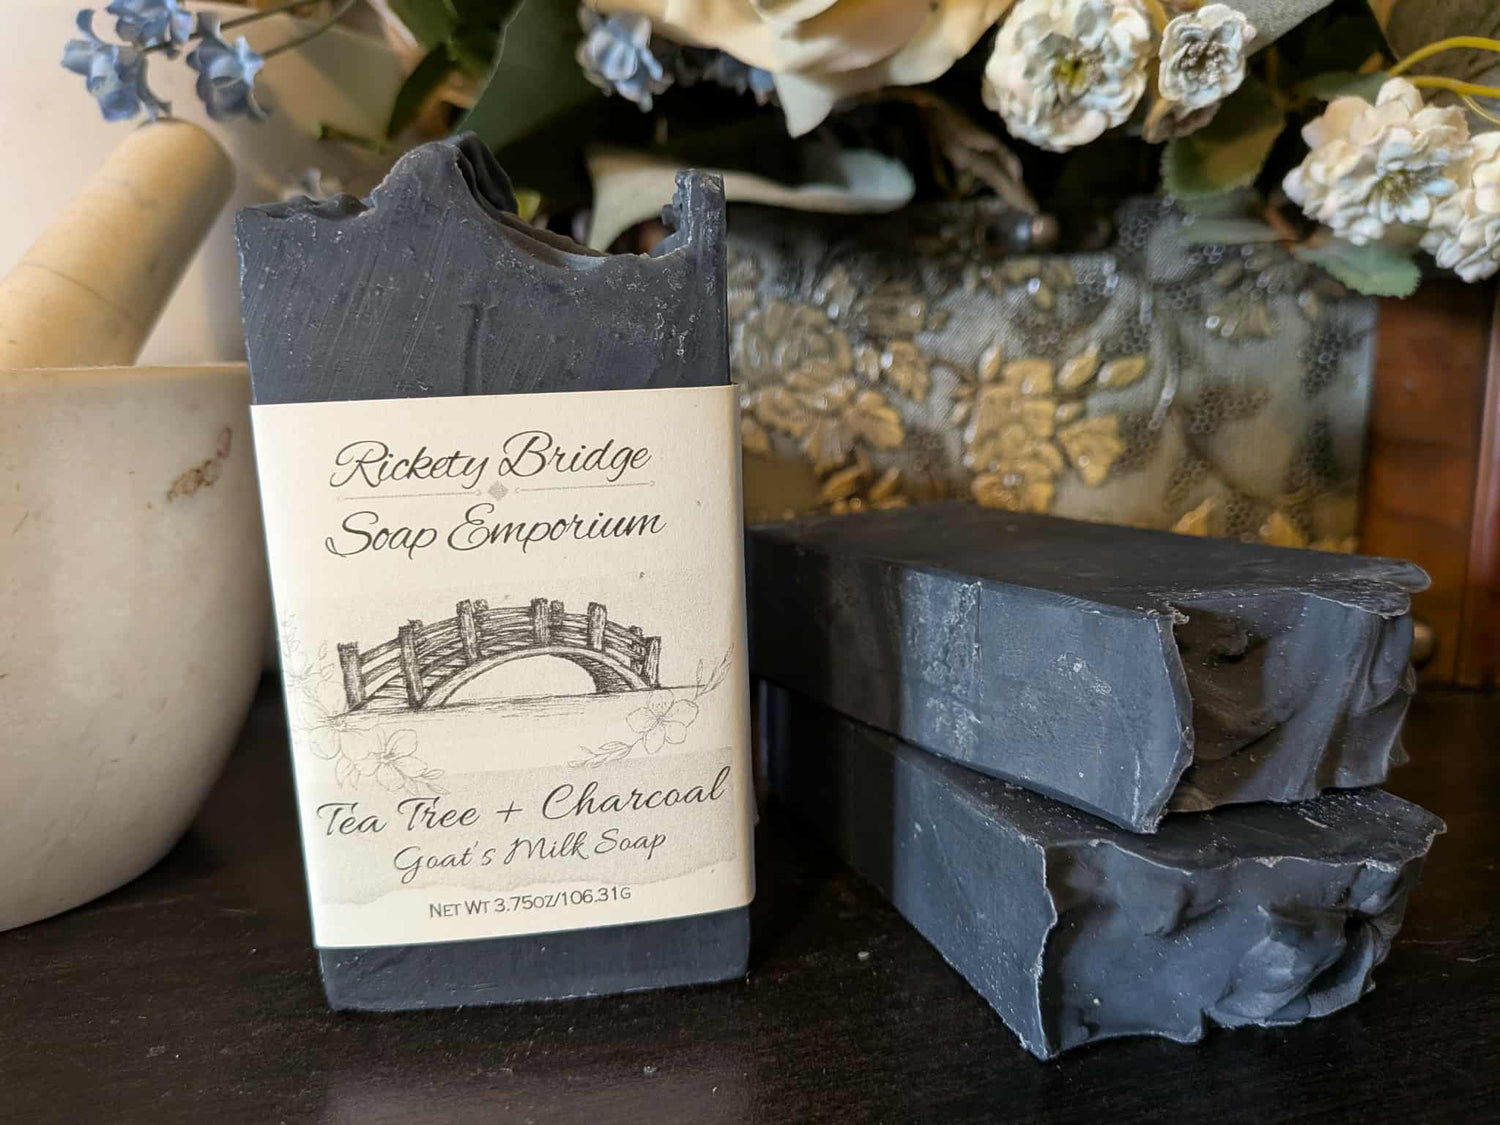 Rickety Bridge
Soap Emporium
Tea Tree + Charcoal
Goat's Milk Soap
Net Wt 3.75oz/106.31g